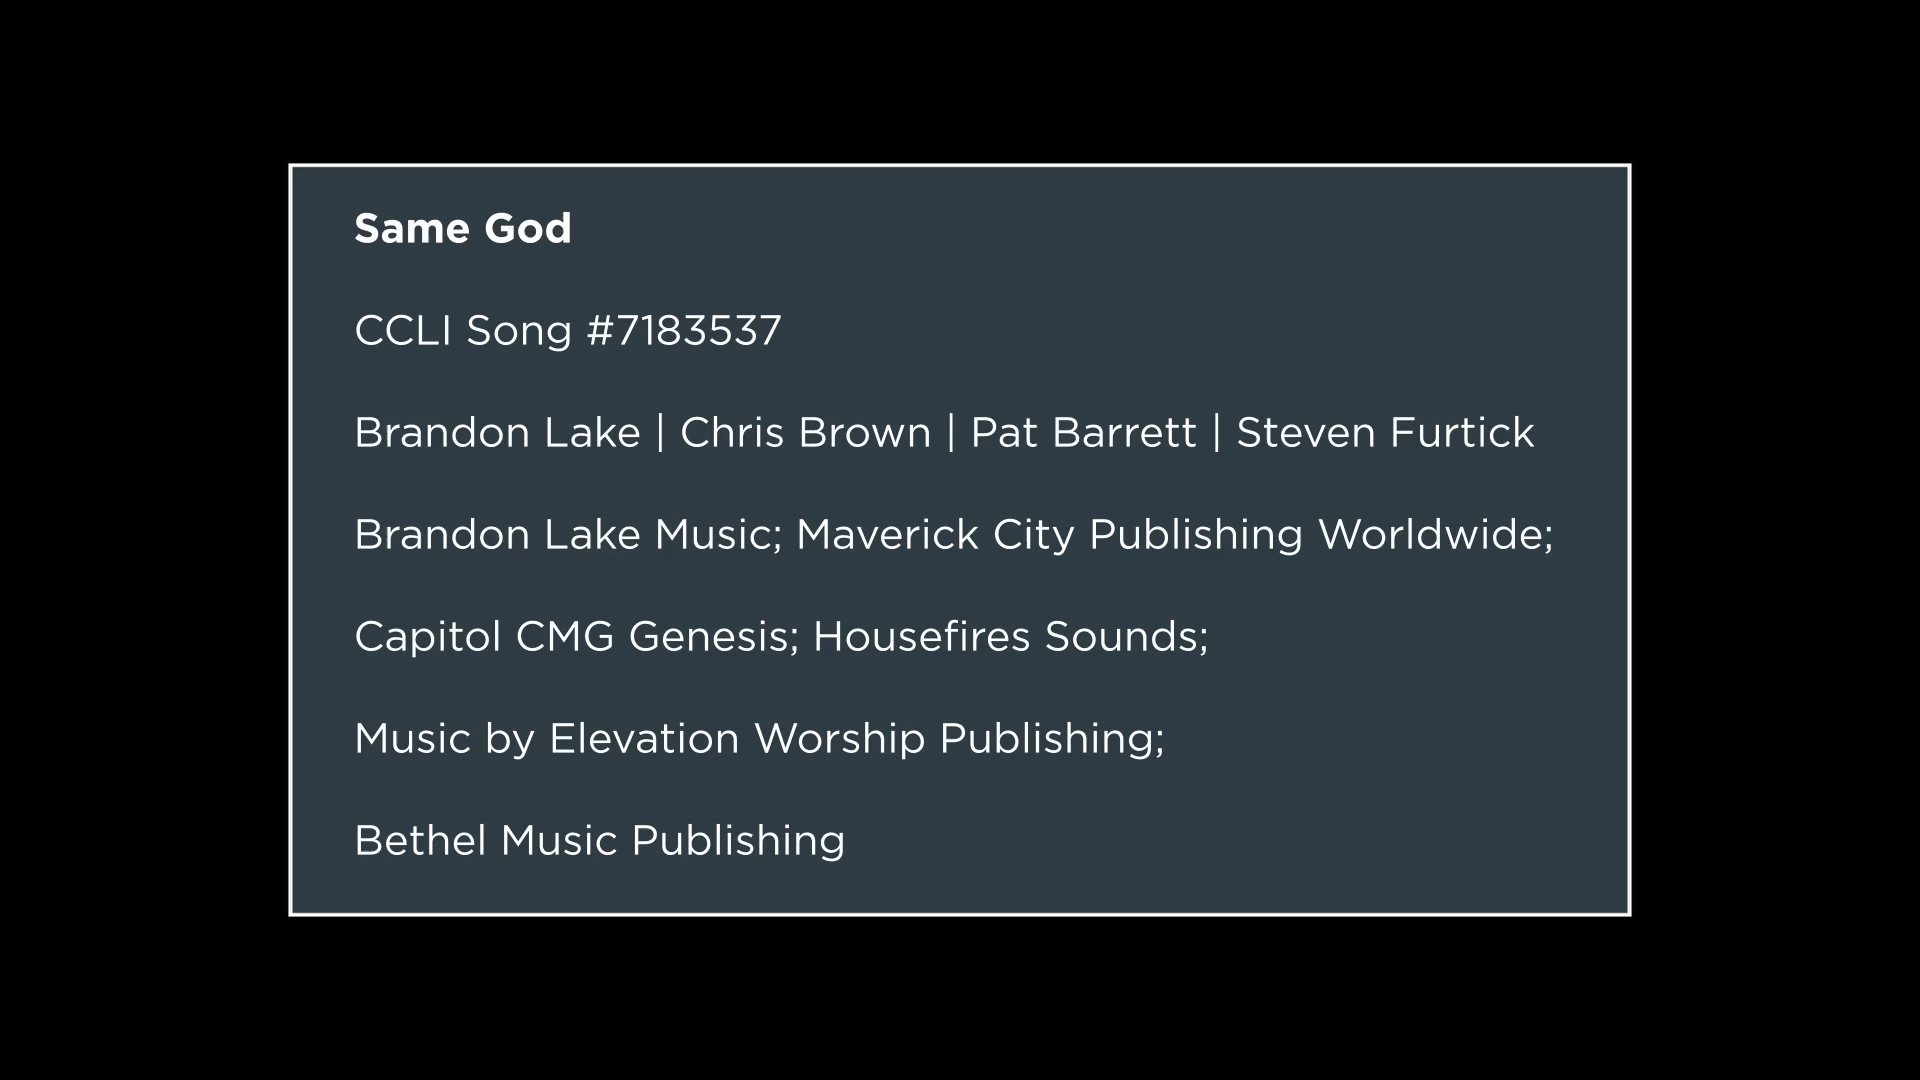 Same God
CCLI Song #7183537
Brandon Lake | Chris Brown | Pat Barrett | Steven Furtick
Brandon Lake Music; Maverick City Publishing Worldwide;
Capitol CMG Genesis; Housefires Sounds;
Music by Elevation Worship Publishing;
Bethel Music Publishing